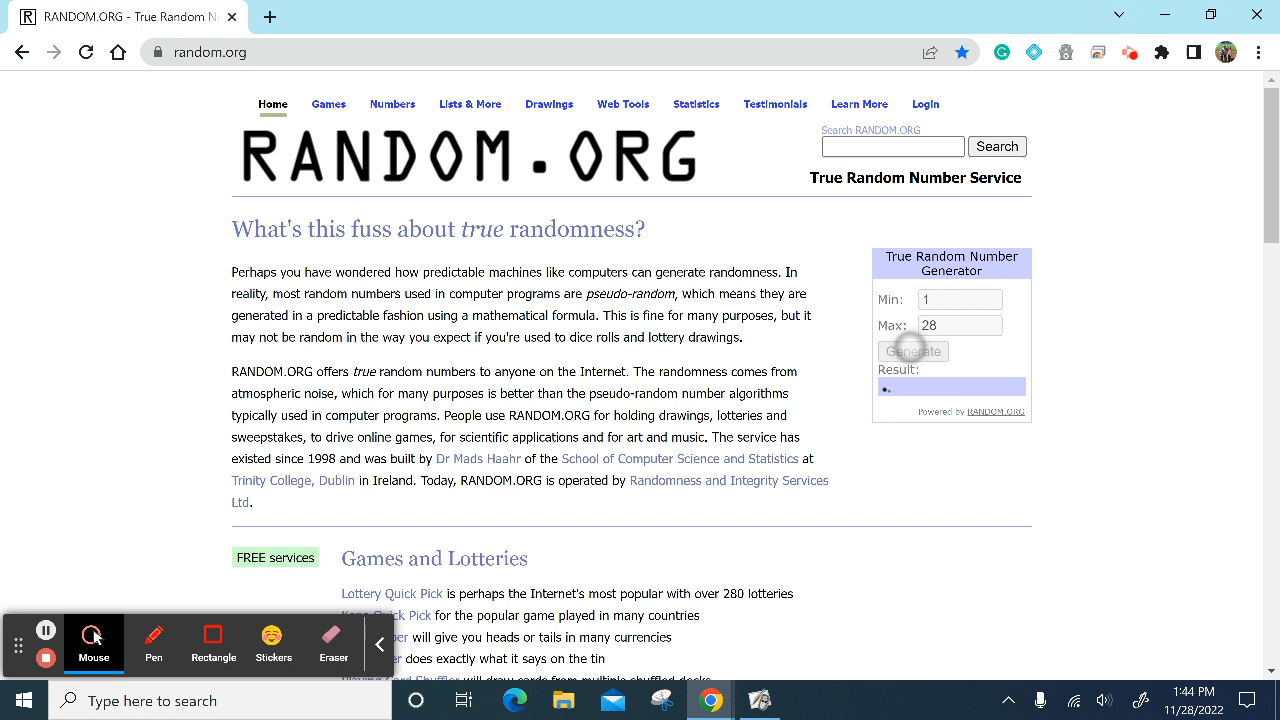 RANDOM.ORG - True Random N
random.org
Home Games Numbers Lists & More Drawings Web Tools Statistics Testimonials Learn More Login
RANDOM.ORG
Search RANDOM.ORG
Search
True Random Number Service
What's this fuss about true randomness?
Perhaps you have wondered how predictable machines like computers can generate randomness. In
reality, most random numbers used in computer programs are pseudo-random, which means they are
generated in a predictable fashion using a mathematical formula. This is fine for many purposes, but it
may not be random in the way you expect if you're used to dice rolls and lottery drawings.
RANDOM.ORG offers true random numbers to anyone on the Internet. The randomness comes from
atmospheric noise, which for many purposes is better than the pseudo-random number algorithms
typically used in computer programs. People use RANDOM.ORG for holding drawings, lotteries and
sweepstakes, to drive online games, for scientific applications and for art and music. The service has
existed since 1998 and was built by Dr Mads Haahr of the School of Computer Science and Statistics at
Trinity College, Dublin in Ireland. Today, RANDOM.ORG is operated by Randomness and Integrity Services
Ltd.
True Random Number
Generator
Min: 1
Max: 28
Generate
Result:
Powered by RANDOM.ORG
FREE services
Games and Lotteries
Lottery Quick Pick is perhaps the Internet's most popular with over 280 lotteries
Quick Pick for the popular game played in many countries
will give you heads or tails in many currencies
does exactly what it says on the tin
will draw cards from multiple shuffled decks
Mouse Pen Rectangle Stickers Eraser
Type here to search
1:44 PM
11/28/2022